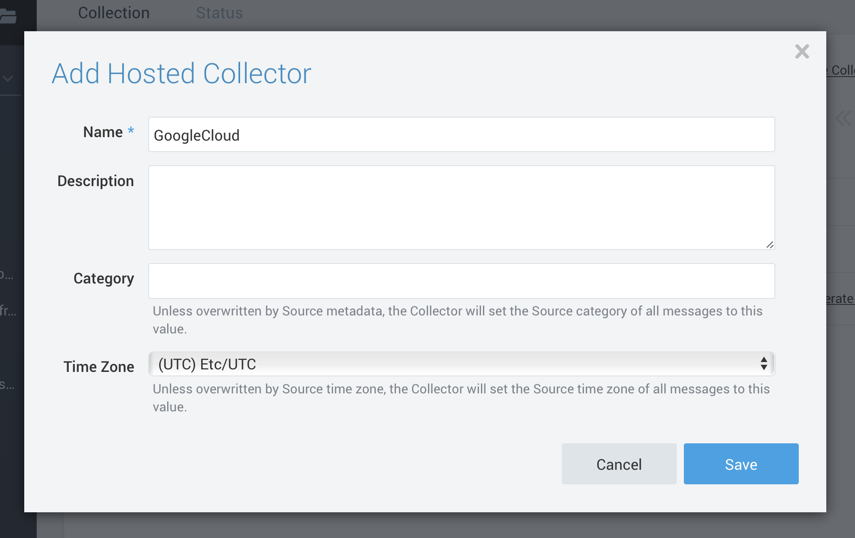 Collection
Status
Add Hosted Collector
Name *
GoogleCloud
Description
Category
Unless overwritten by Source metadata, the Collector will set the Source category of all messages to this
value.
Time Zone
(UTC) Etc/UTC
Unless overwritten by Source time zone, the Collector will set the Source time zone of all messages to this
value.
Cancel
Save